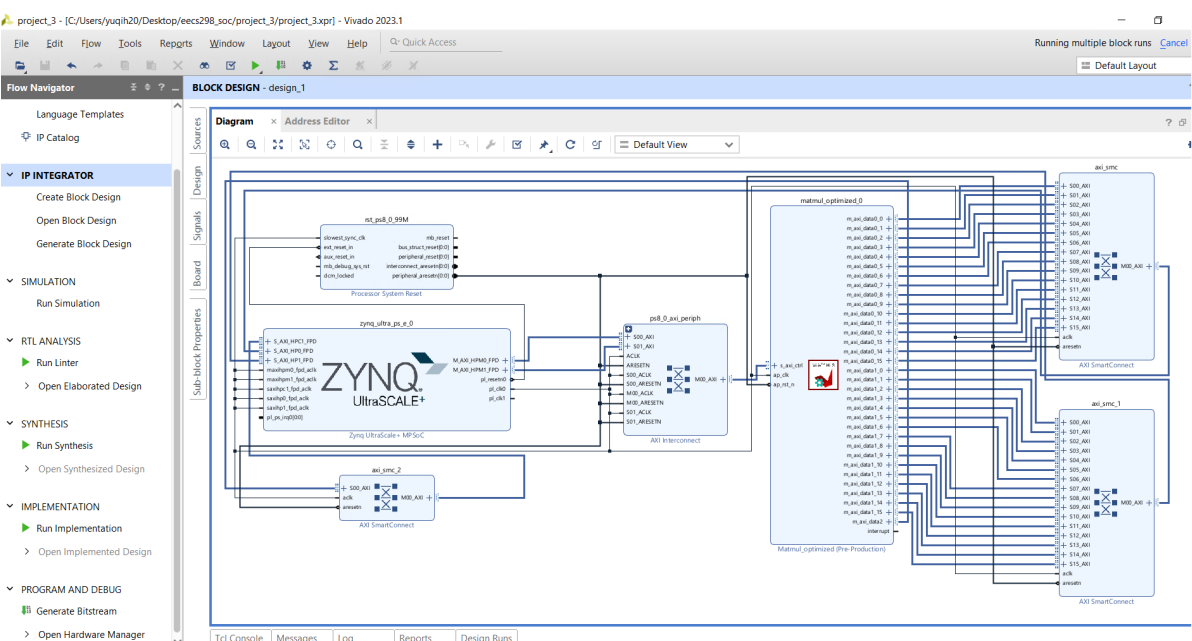 project_3 - [C:/Users/yuqih20/Desktop/eecs298_soc/project_3/project_3.xpr] - Vivado 2023.1
File Edit Flow Tools Reports Window Layout View Help Quick Access
Running multiple block runs Cancel
Default Layout
Flow Navigator
BLOCK DESIGN - design_1
Language Templates
IP Catalog
IP INTEGRATOR
Create Block Design
Open Block Design
Generate Block Design
SIMULATION
Run Simulation
RTL ANALYSIS
Run Linter
Open Elaborated Design
SYNTHESIS
Run Synthesis
Open Synthesized Design
IMPLEMENTATION
Run Implementation
Open Implemented Design
PROGRAM AND DEBUG
Generate Bitstream
Open Hardware Manager
Sources
Design
Signals
Board
Sub-block Properties
Diagram Address Editor
Default View
rst_ps8_0_99M
slowest_sync_clk mb_reset
ext_reset_in bus_struct_reset[0:0]
aux_reset_in peripheral_reset[0:0]
mb_debug_sys_rst interconnect_aresetn[0:0]
dcm_locked peripheral_aresetn[0:0]
Processor System Reset
zynq_ultra_ps_e_0
S_AXI_HPC1_FPD
S_AXI_HP0_FPD
S_AXI_HP1_FPD
maxihpm0_fpd_aclk
maxihpm1_fpd_aclk
saxihpc1_fpd_aclk
saxihp0_fpd_aclk
saxihp1_fpd_aclk
pl_ps_irq0[0:0]
ZYNQ
UltraSCALE+
M_AXI_HPM0_FPD
M_AXI_HPM1_FPD
pl_resetn0
pl_clk0
pl_clk1
Zynq UltraScale+ MPSoC
axi_smc_2
S00_AXI
aclk
aresetn
M00_AXI
AXI SmartConnect
ps8_0_axi_periph
S00_AXI
S01_AXI
ACLK
ARESETN
S00_ACLK
S00_ARESETN
M00_ACLK
M00_ARESETN
S01_ACLK
S01_ARESETN
M00_AXI
AXI Interconnect
matmul_optimized_0
s_axi_ctrl
ap_clk
ap_rst_n
m_axi_data0_0
m_axi_data0_1
m_axi_data0_2
m_axi_data0_3
m_axi_data0_4
m_axi_data0_5
m_axi_data0_6
m_axi_data0_7
m_axi_data0_8
m_axi_data0_9
m_axi_data0_10
m_axi_data0_11
m_axi_data0_12
m_axi_data0_13
m_axi_data0_14
m_axi_data0_15
m_axi_data1_0
m_axi_data1_1
m_axi_data1_2
m_axi_data1_3
m_axi_data1_4
m_axi_data1_5
m_axi_data1_6
m_axi_data1_7
m_axi_data1_8
m_axi_data1_9
m_axi_data1_10
m_axi_data1_11
m_axi_data1_12
m_axi_data1_13
m_axi_data1_14
m_axi_data1_15
m_axi_data2
interrupt
Matmul_optimized (Pre-Production)
axi_smc
S00_AXI
S01_AXI
S02_AXI
S03_AXI
S04_AXI
S05_AXI
S06_AXI
S07_AXI
S08_AXI
S09_AXI
S10_AXI
S11_AXI
S12_AXI
S13_AXI
S14_AXI
S15_AXI
aclk
aresetn
M00_AXI
AXI SmartConnect
axi_smc_1
S00_AXI
S01_AXI
S02_AXI
S03_AXI
S04_AXI
S05_AXI
S06_AXI
S07_AXI
S08_AXI
S09_AXI
S10_AXI
S11_AXI
S12_AXI
S13_AXI
S14_AXI
S15_AXI
aclk
aresetn
M00_AXI
AXI SmartConnect
Tcl Console Messages Log Reports Design Runs